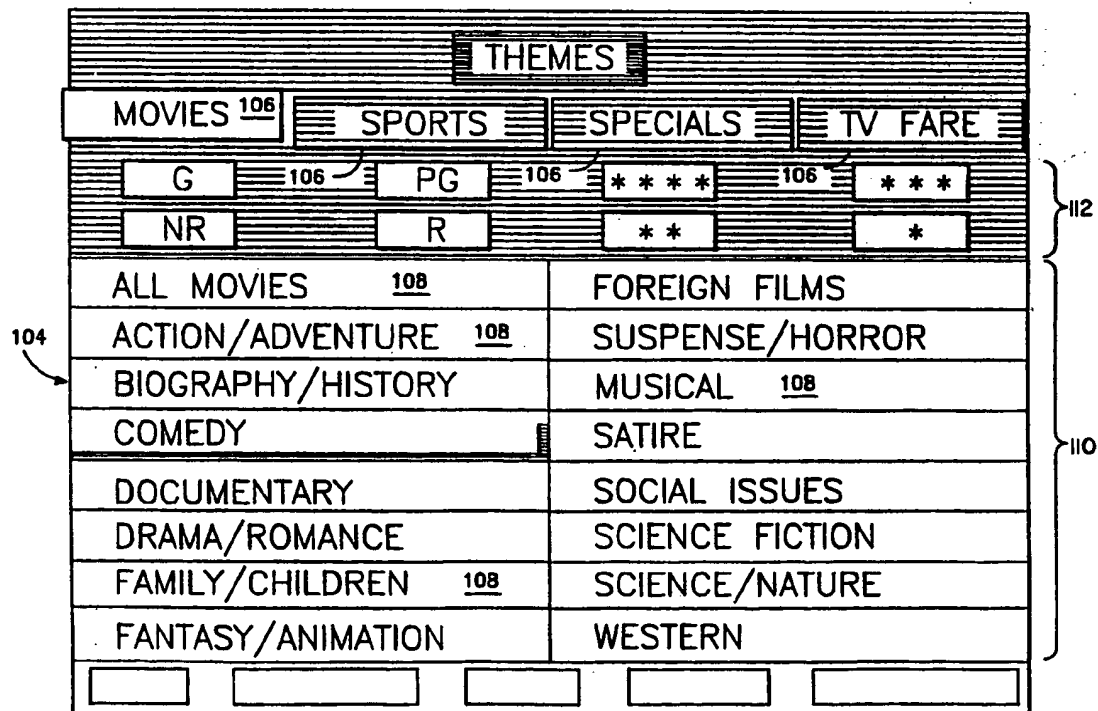 THEMES
MOVIES 106 SPORTS SPECIALS TV FARE
G 106 PG 106 * * * * 106 * * *
112
NR R * * *
ALL MOVIES 108 FOREIGN FILMS
104
ACTION/ADVENTURE 108 SUSPENSE/HORROR
BIOGRAPHY/HISTORY MUSICAL 108
COMEDY SATIRE
110
DOCUMENTARY SOCIAL ISSUES
DRAMA/ROMANCE SCIENCE FICTION
FAMILY/CHILDREN 108 SCIENCE/NATURE
FANTASY/ANIMATION WESTERN